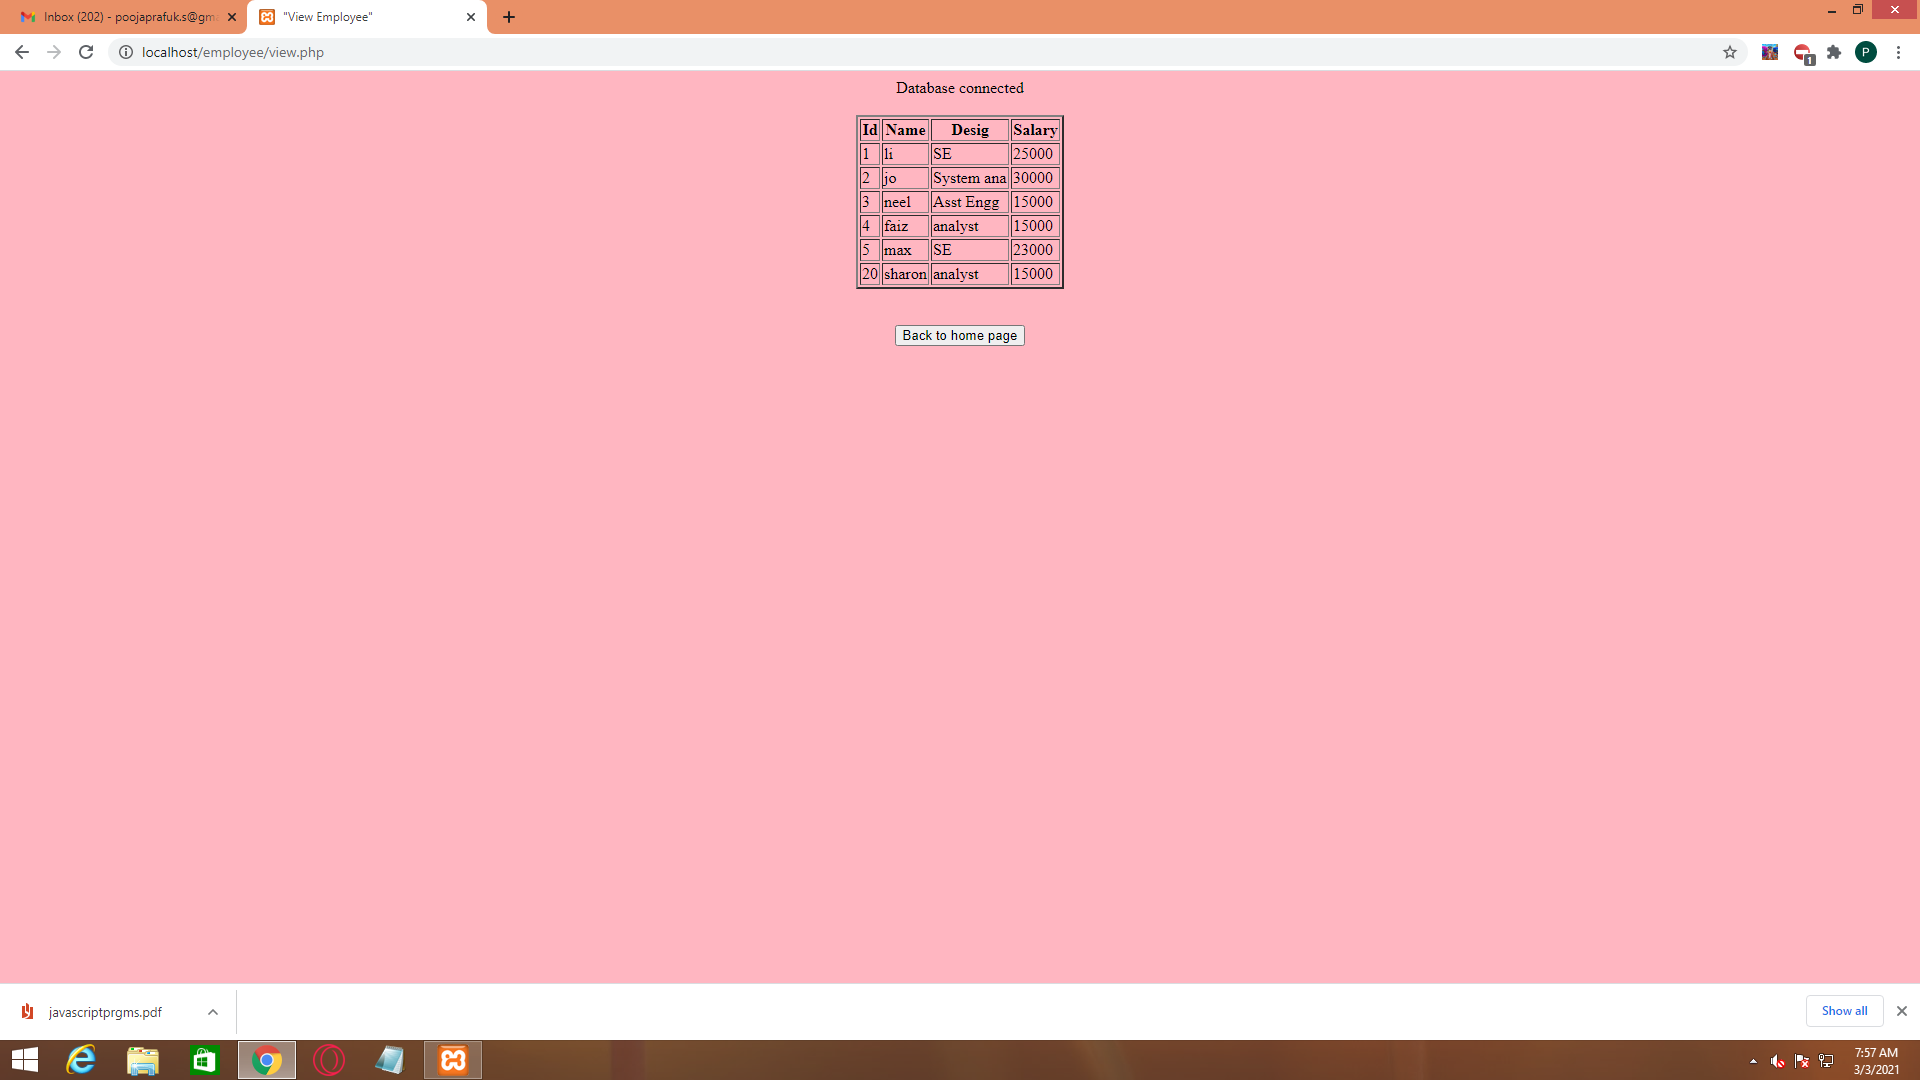 Inbox (202) - poojaprafuk.s@gm
"View Employee"
localhost/employee/view.php
1
P
Database connected
Id Name Desig Salary
1 li SE 25000
2 jo System ana 30000
3 neel Asst Engg 15000
4 faiz analyst 15000
5 max SE 23000
20 sharon analyst 15000
Back to home page
javascriptprgms.pdf
Show all
7:57 AM
3/3/2021